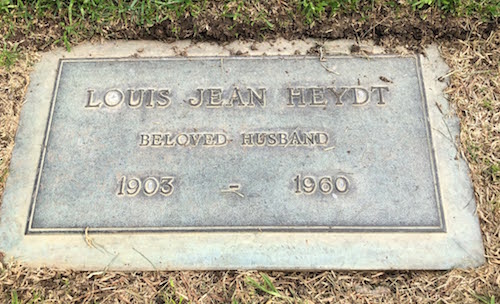 LOUIS JEAN HEYDT
BELOVED HUSBAND
1903 - 1960